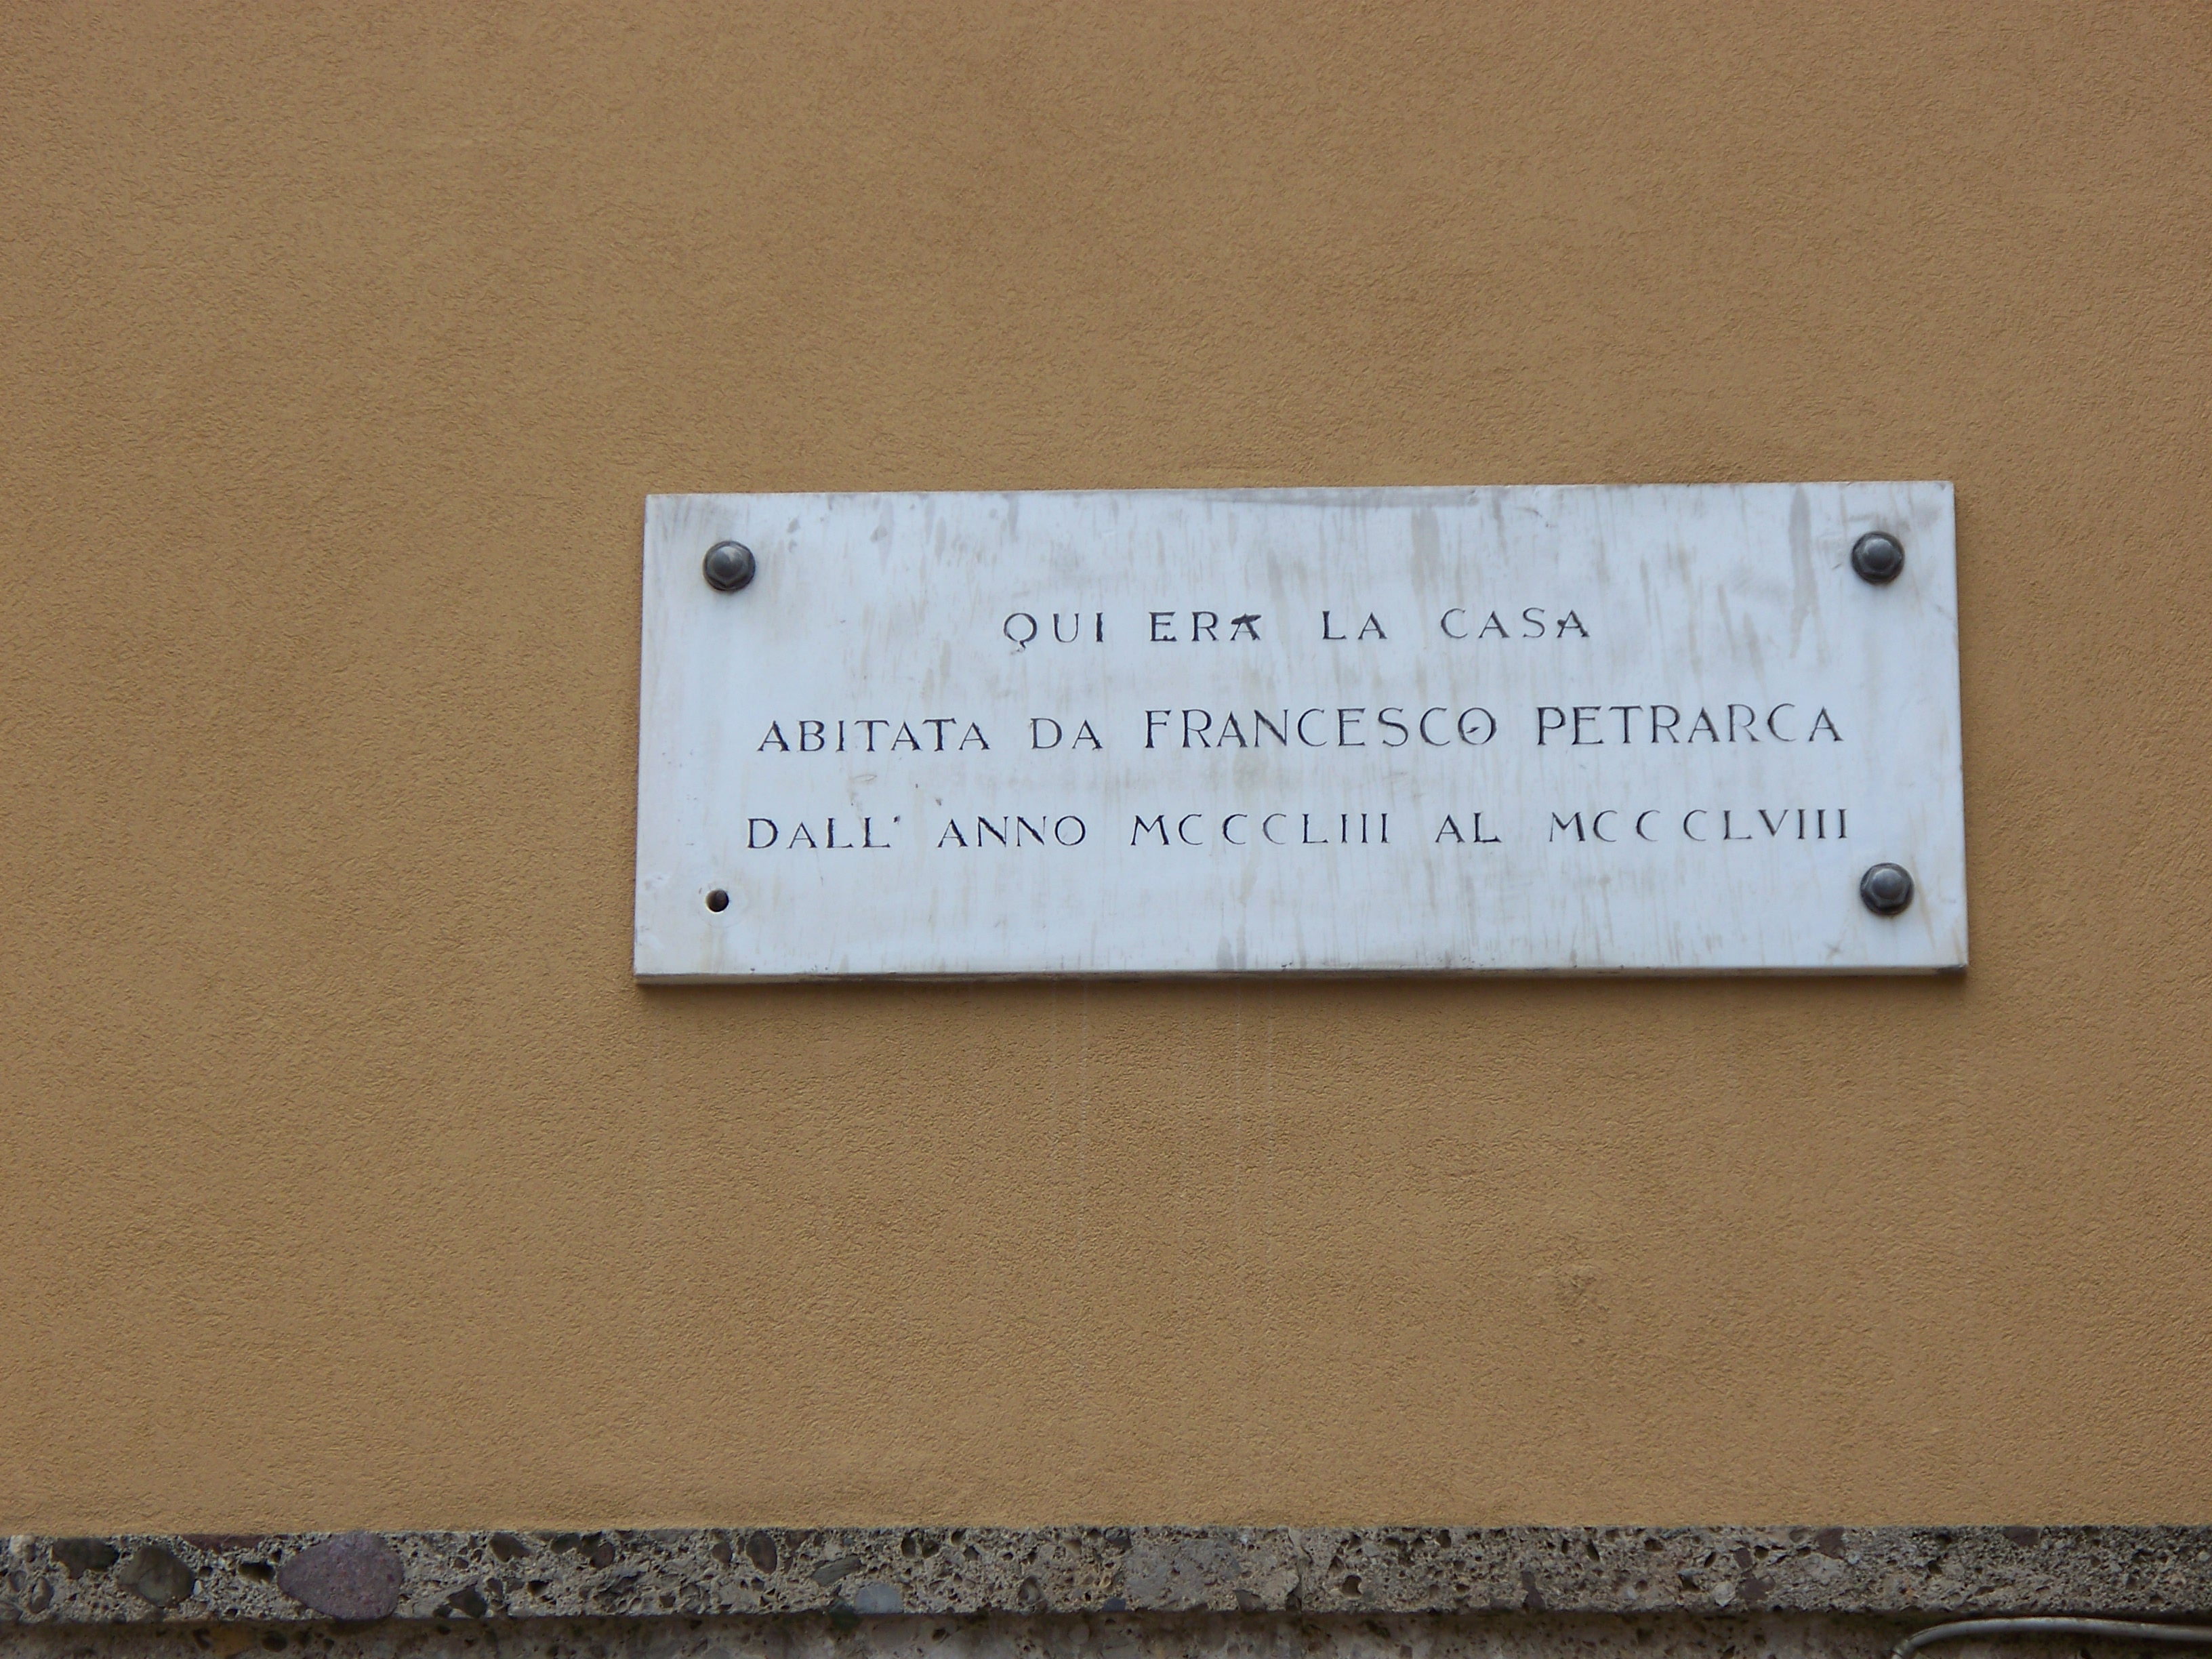 QUI ERA LA CASA
ABITATA DA FRANCESCO PETRARCA
DALL' ANNO MCCCLIII AL MCCCLVIII